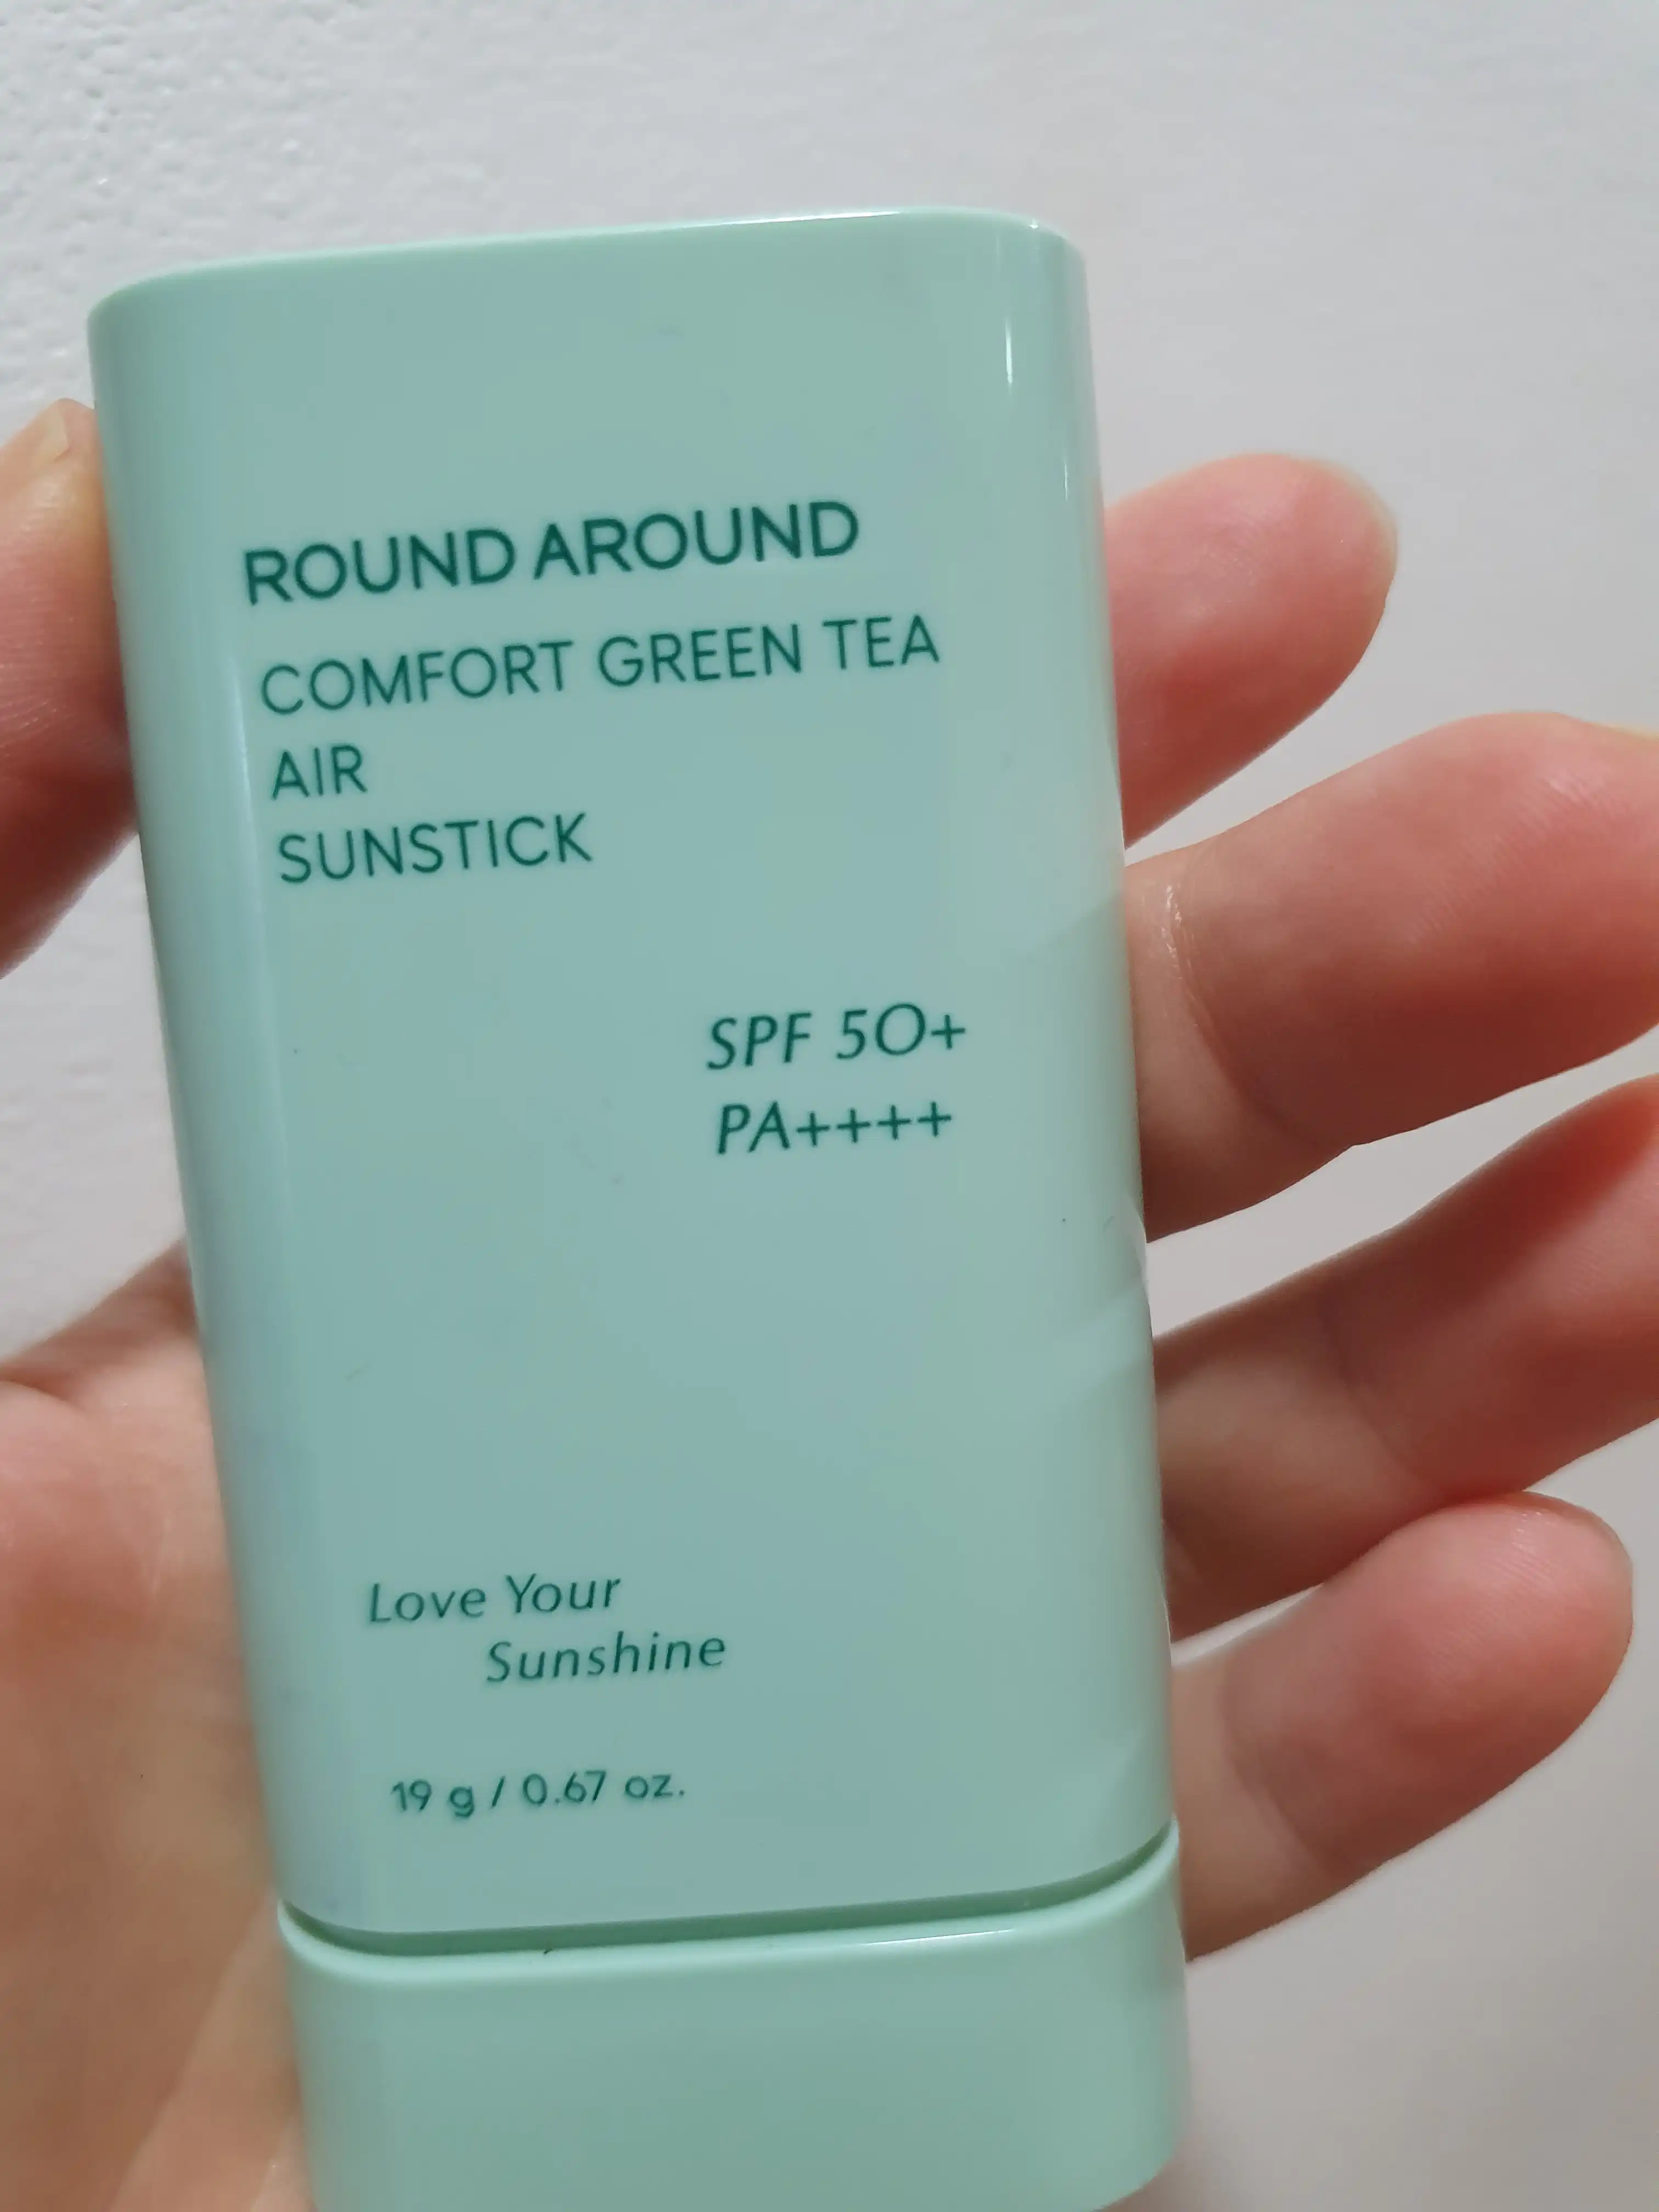 ROUND AROUND
COMFORT GREEN TEA
AIR
SUNSTICK
SPF 50+
PA++++
Love Your
Sunshine
19 g / 0.67 oz.